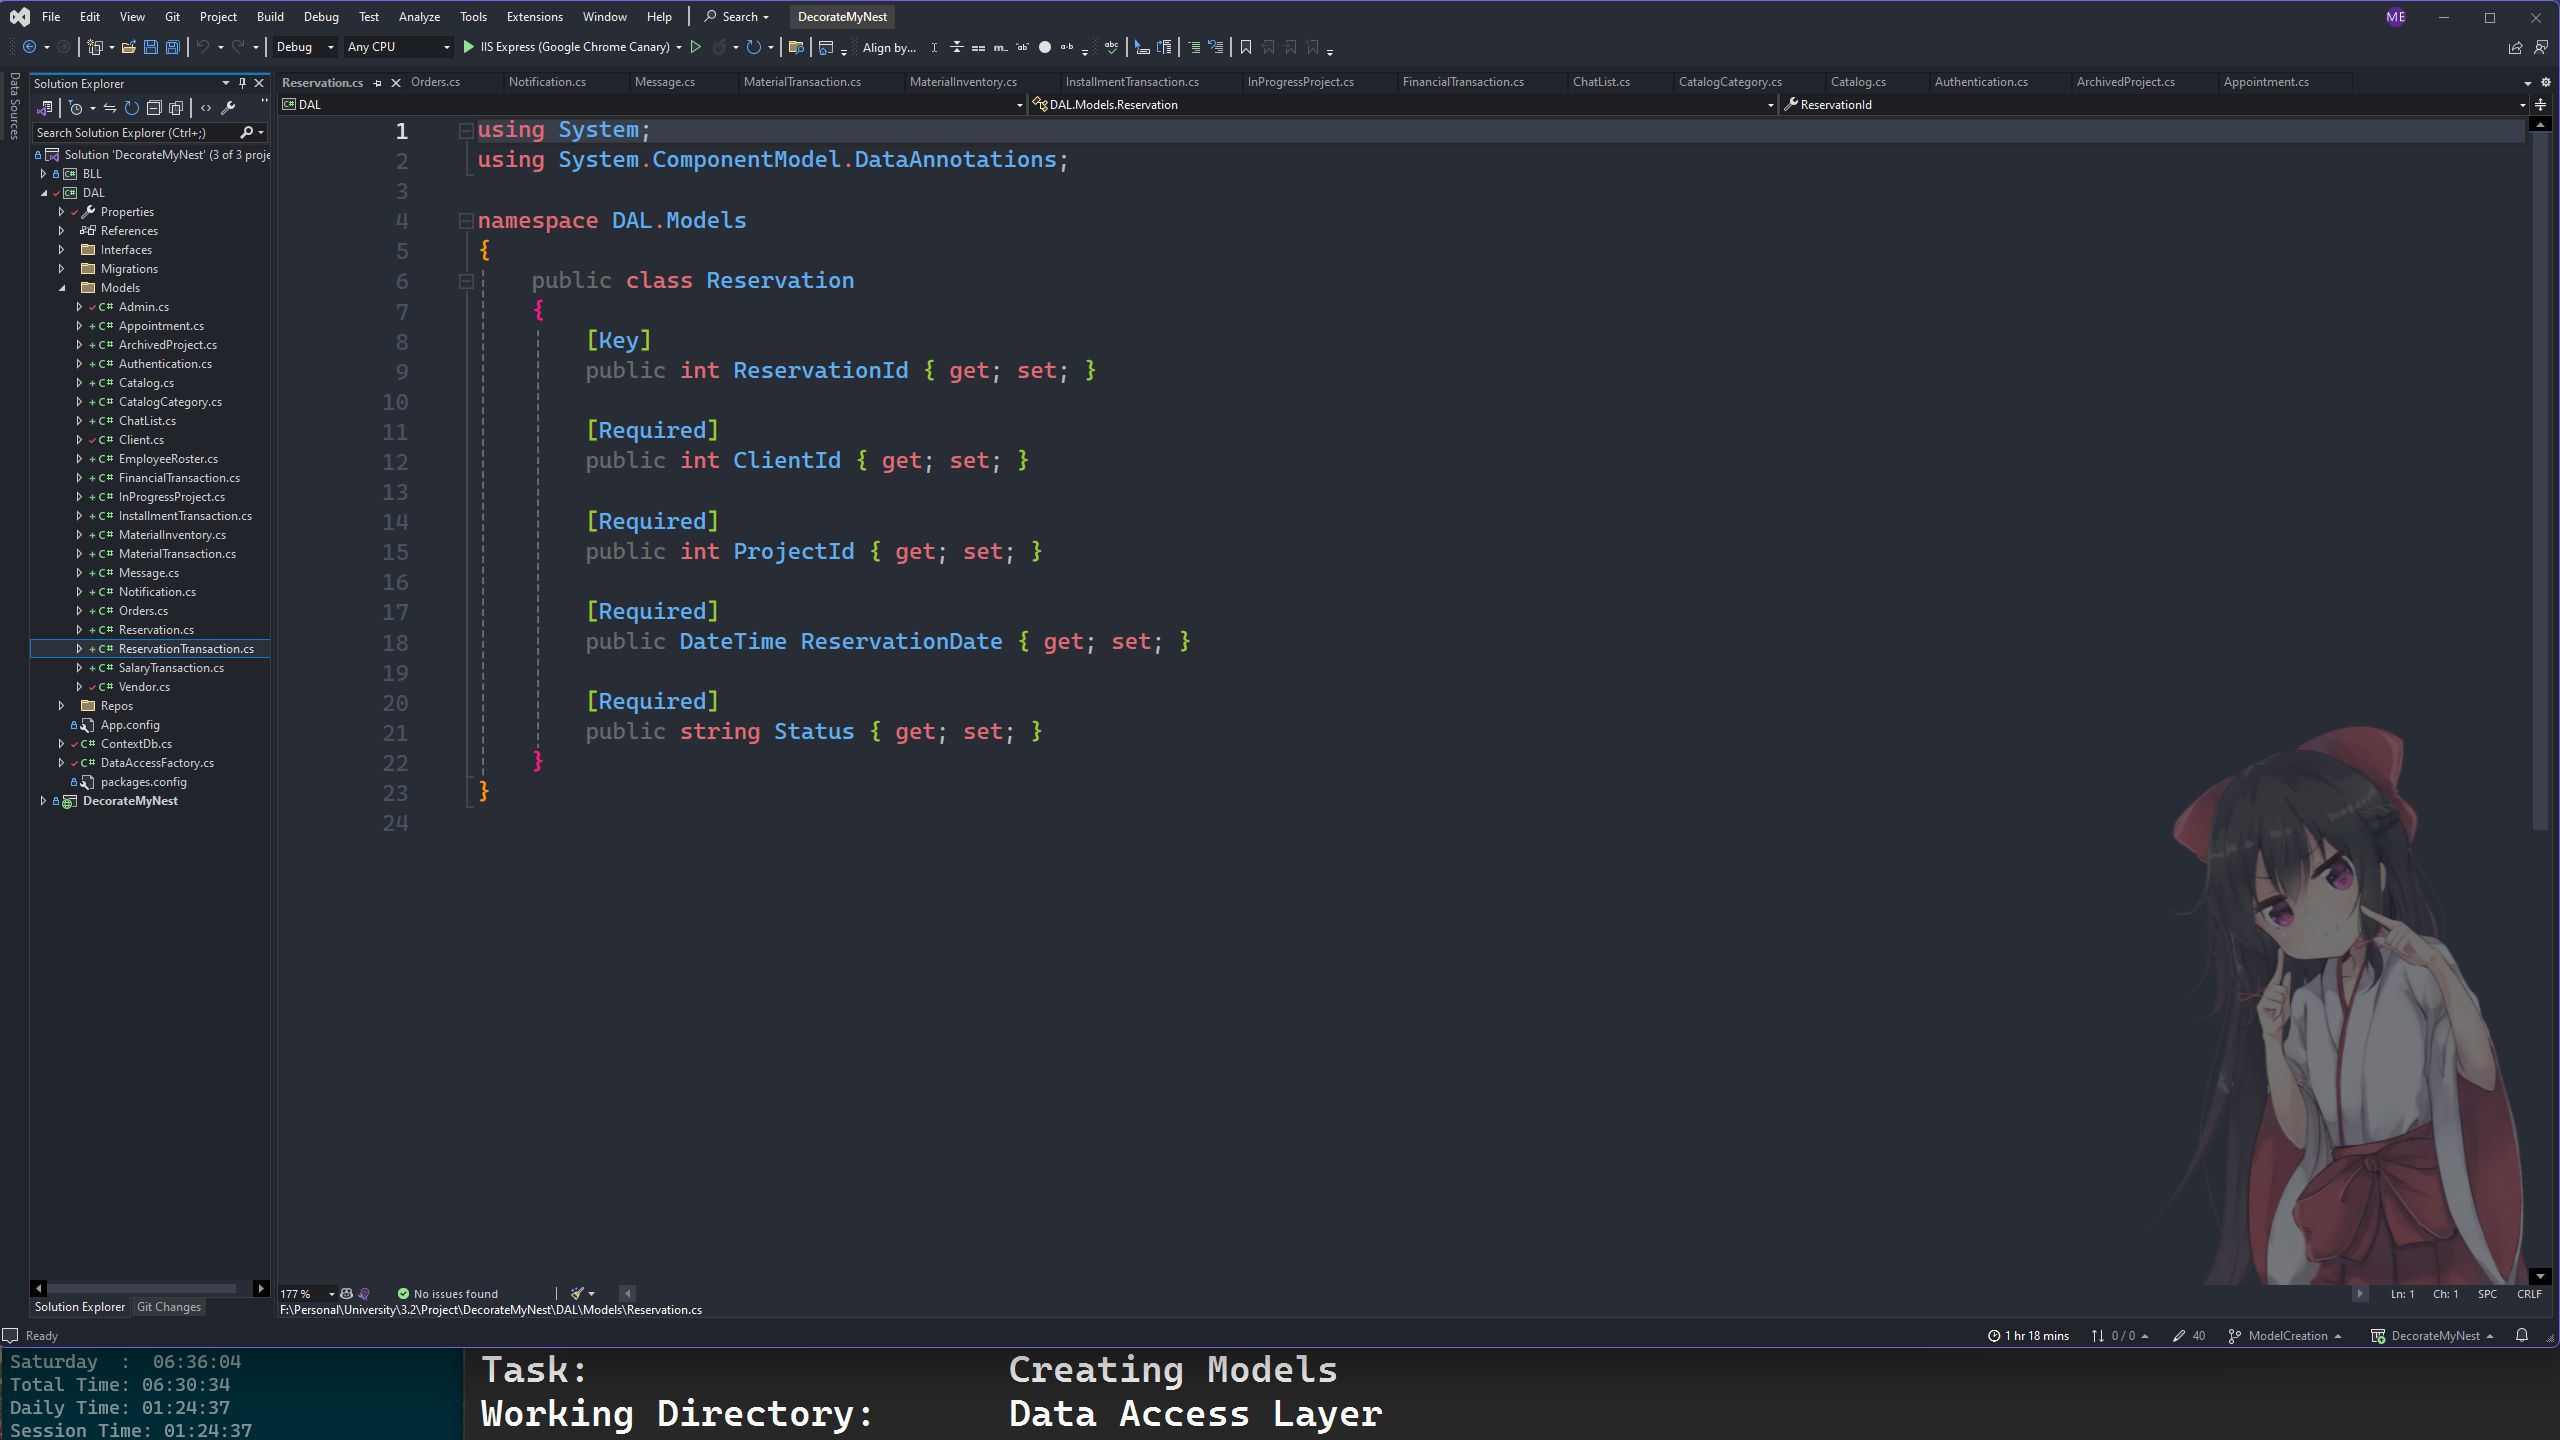 File Edit View Git Project Build Debug Test Analyze Tools Extensions Window Help Search DecorateMyNest ME
Debug Any CPU IIS Express (Google Chrome Canary) Align by...
Data Sources
Solution Explorer
Search Solution Explorer (Ctrl+;)
Solution 'DecorateMyNest' (3 of 3 proje
BLL
DAL
Properties
References
Interfaces
Migrations
Models
C# Admin.cs
C# Appointment.cs
C# ArchivedProject.cs
C# Authentication.cs
C# Catalog.cs
C# CatalogCategory.cs
C# ChatList.cs
C# Client.cs
C# EmployeeRoster.cs
C# FinancialTransaction.cs
C# InProgressProject.cs
C# InstallmentTransaction.cs
C# MaterialInventory.cs
C# MaterialTransaction.cs
C# Message.cs
C# Notification.cs
C# Orders.cs
C# Reservation.cs
C# ReservationTransaction.cs
C# SalaryTransaction.cs
C# Vendor.cs
Repos
App.config
C# ContextDb.cs
C# DataAccessFactory.cs
packages.config
DecorateMyNest
Solution Explorer Git Changes
Reservation.cs Orders.cs Notification.cs Message.cs MaterialTransaction.cs MaterialInventory.cs InstallmentTransaction.cs InProgressProject.cs FinancialTransaction.cs ChatList.cs CatalogCategory.cs Catalog.cs Authentication.cs ArchivedProject.cs Appointment.cs
DAL DAL.Models.Reservation ReservationId
1 using System;
2 using System.ComponentModel.DataAnnotations;
3
4 namespace DAL.Models
5 {
6 public class Reservation
7 {
8 [Key]
9 public int ReservationId { get; set; }
10
11 [Required]
12 public int ClientId { get; set; }
13
14 [Required]
15 public int ProjectId { get; set; }
16
17 [Required]
18 public DateTime ReservationDate { get; set; }
19
20 [Required]
21 public string Status { get; set; }
22 }
23 }
24
177 % No issues found Ln: 1 Ch: 1 SPC CRLF
F:\Personal\University\3.2\Project\DecorateMyNest\DAL\Models\Reservation.cs
Ready 1 hr 18 mins 0 / 0 40 ModelCreation DecorateMyNest
Saturday : 06:36:04
Total Time: 06:30:34
Daily Time: 01:24:37
Session Time: 01:24:37
Task: Creating Models
Working Directory: Data Access Layer